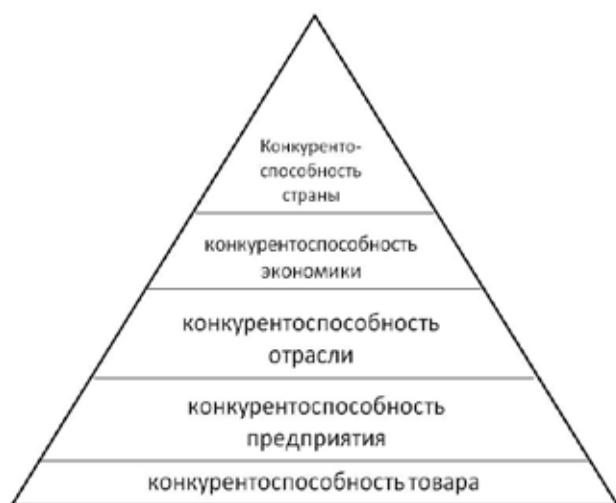 Конкуренто-
способность
страны
конкурентоспособность
экономики
конкурентоспособность
отрасли
конкурентоспособность
предприятия
конкурентоспособность товара